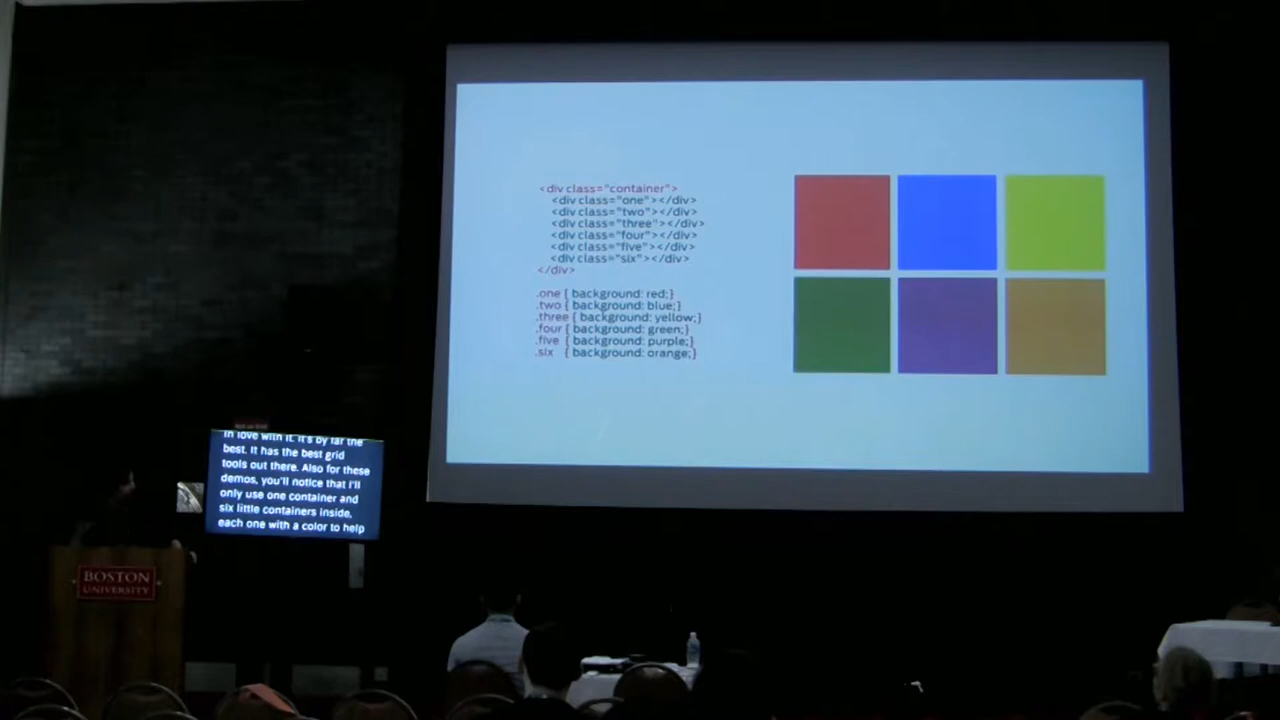 <div class="container">
<div class="one"></div>
<div class="two"></div>
<div class="three"></div>
<div class="four"></div>
<div class="five"></div>
<div class="six"></div>
</div>
.one { background: red;}
.two { background: blue;}
.three { background: yellow;}
.four { background: green;}
.five { background: purple;}
.six { background: orange;}
in love with it. It's by far the
best. It has the best grid
tools out there. Also for these
demos, you'll notice that I'll
only use one container and
six little containers inside,
each one with a color to help
BOSTON
UNIVERSITY